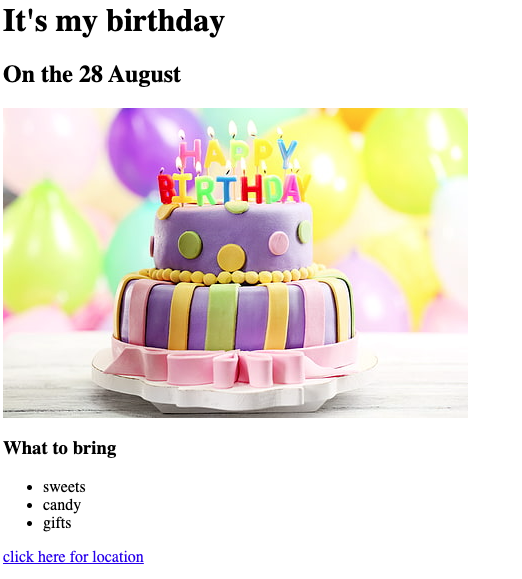 It's my birthday
On the 28 August
HAPPY
BIRTHDAY
What to bring
sweets
candy
gifts
click here for location